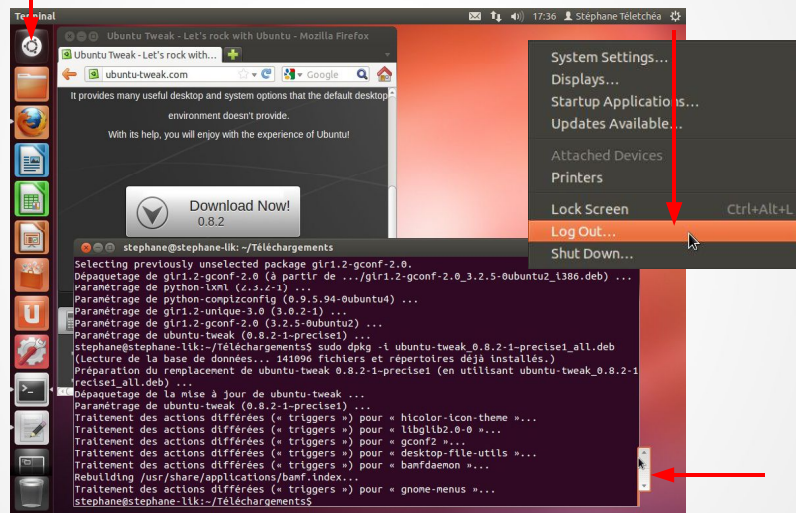 Terminal
17:36 Stéphane Téletchéa
Ubuntu Tweak - Let's rock with Ubuntu - Mozilla Firefox
Ubuntu Tweak - Let's rock with...
ubuntu-tweak.com
Google
It provides many useful desktop and system options that the default desktop
environment doesn't provide.
With its help, you will enjoy with the experience of Ubuntu!
Download Now!
0.8.2
System Settings...
Displays...
Startup Applications...
Updates Available...
Attached Devices
Printers
Lock Screen Ctrl+Alt+L
Log Out...
Shut Down...
stephane@stephane-lik: ~/Téléchargements
Selecting previously unselected package gir1.2-gconf-2.0.
Dépaquetage de gir1.2-gconf-2.0 (à partir de .../gir1.2-gconf-2.0_3.2.5-0ubuntu2_i386.deb) ...
Paramétrage de python-lxml (2.3.2-1) ...
Paramétrage de python-compizconfig (0.9.5.94-0ubuntu4) ...
Paramétrage de gir1.2-unique-3.0 (3.0.2-1) ...
Paramétrage de gir1.2-gconf-2.0 (3.2.5-0ubuntu2) ...
Paramétrage de ubuntu-tweak (0.8.2-1~precise1) ...
stephane@stephane-lik:~/Téléchargements$ sudo dpkg -i ubuntu-tweak_0.8.2-1~precise1_all.deb
(Lecture de la base de données... 141096 fichiers et répertoires déjà installés.)
Préparation du remplacement de ubuntu-tweak 0.8.2-1~precise1 (en utilisant ubuntu-tweak_0.8.2-1~p
recise1_all.deb) ...
Dépaquetage de la mise à jour de ubuntu-tweak ...
Paramétrage de ubuntu-tweak (0.8.2-1~precise1) ...
Traitement des actions différées (« triggers ») pour « hicolor-icon-theme »...
Traitement des actions différées (« triggers ») pour « libglib2.0-0 »...
Traitement des actions différées (« triggers ») pour « gconf2 »...
Traitement des actions différées (« triggers ») pour « desktop-file-utils »...
Traitement des actions différées (« triggers ») pour « bamfdaemon »...
Rebuilding /usr/share/applications/bamf.index...
Traitement des actions différées (« triggers ») pour « gnome-menus »...
stephane@stephane-lik:~/Téléchargements$